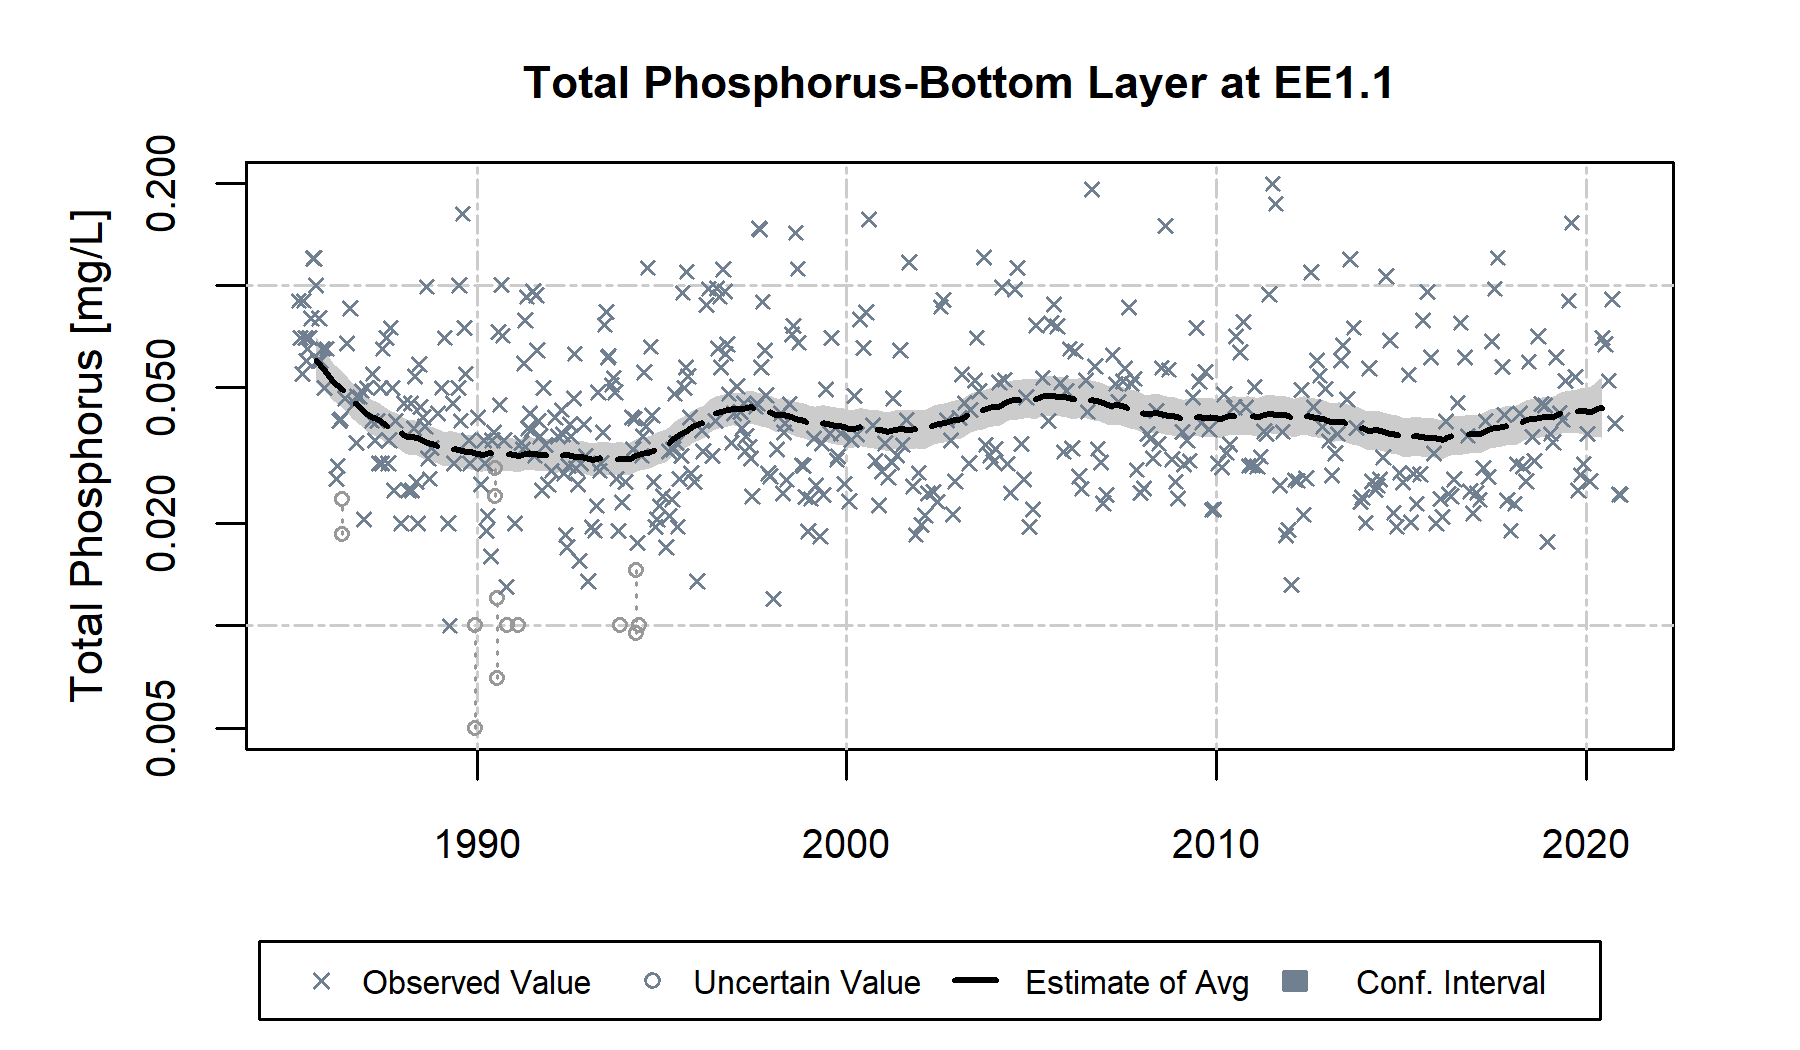 Total Phosphorus-Bottom Layer at EE1.1
Total Phosphorus [mg/L]
0.200
0.050
0.020
0.005
1990 2000 2010 2020
Observed Value Uncertain Value Estimate of Avg Conf. Interval